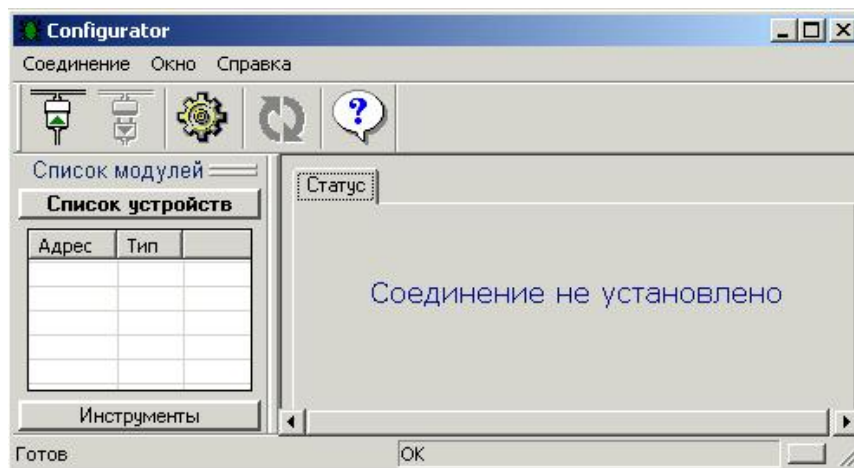 Configurator
Соединение Окно Справка
?
Список модулей
Статус
Список устройств
Адрес Тип
Соединение не установлено
Инструменты
Готов OK